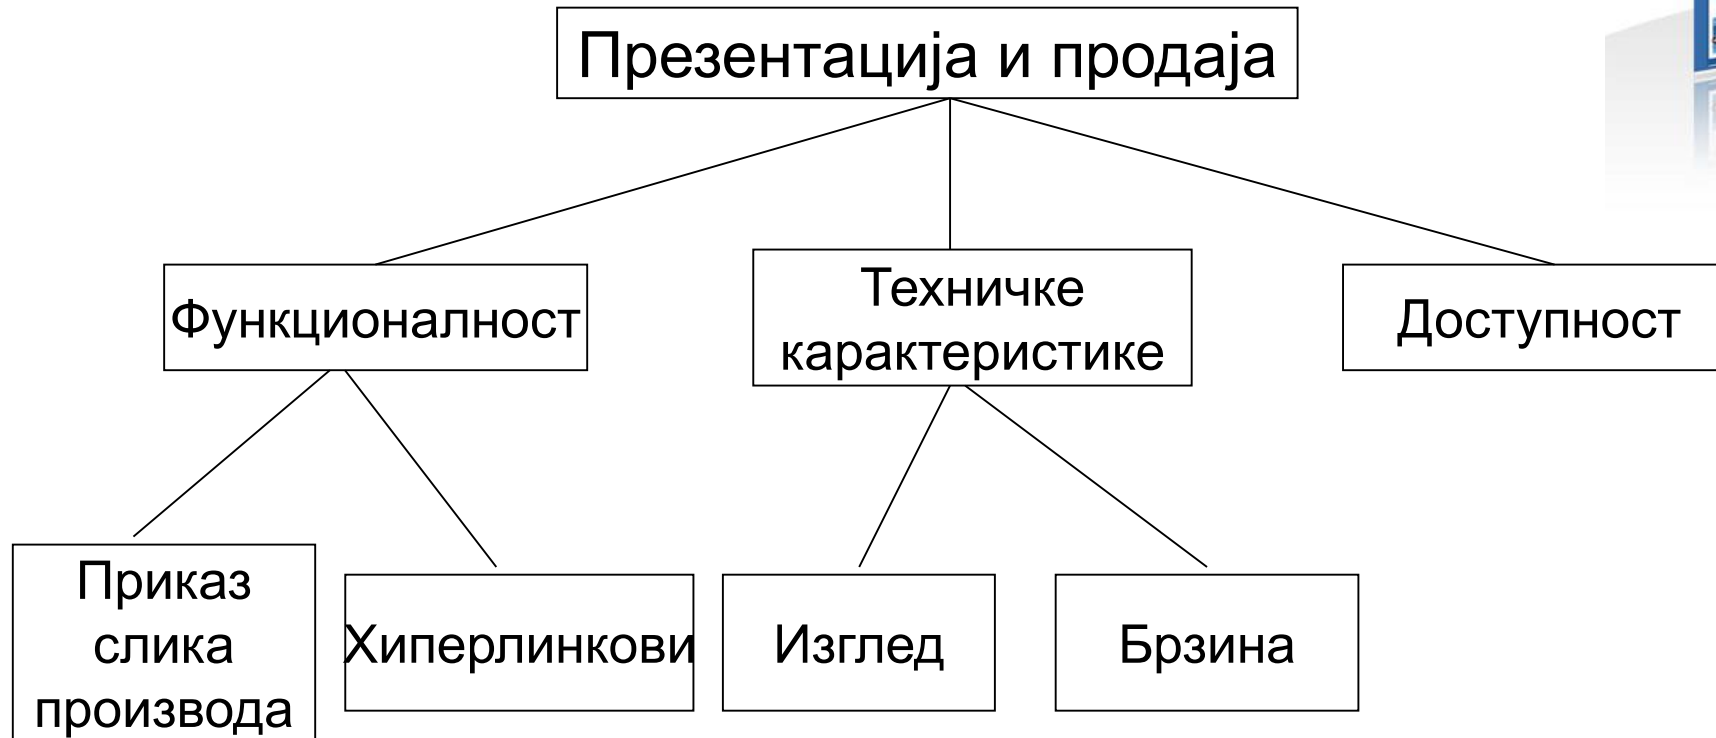 Презентација и продаја
Функционалност
Техничке
карактеристике
Доступност
Приказ
слика
производа
Хиперлинкови
Изглед
Брзина